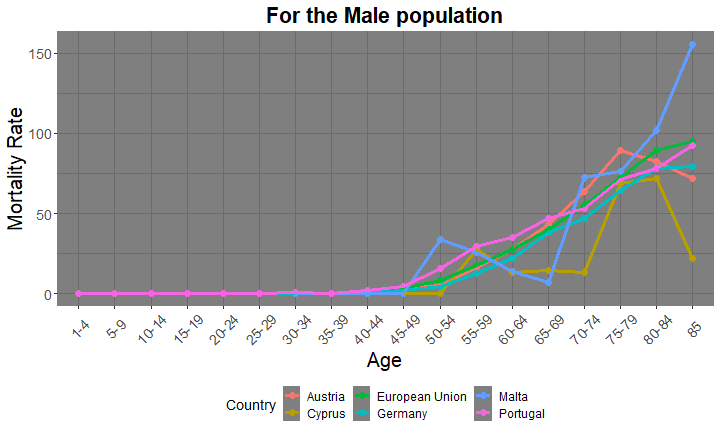 For the Male population
Mortality Rate
150
100
50
0
1-4 5-9 10-14 15-19 20-24 25-29 30-34 35-39 40-44 45-49 50-54 55-59 60-64 65-69 70-74 75-79 80-84 85
Age
Country
Austria European Union Malta
Cyprus Germany Portugal